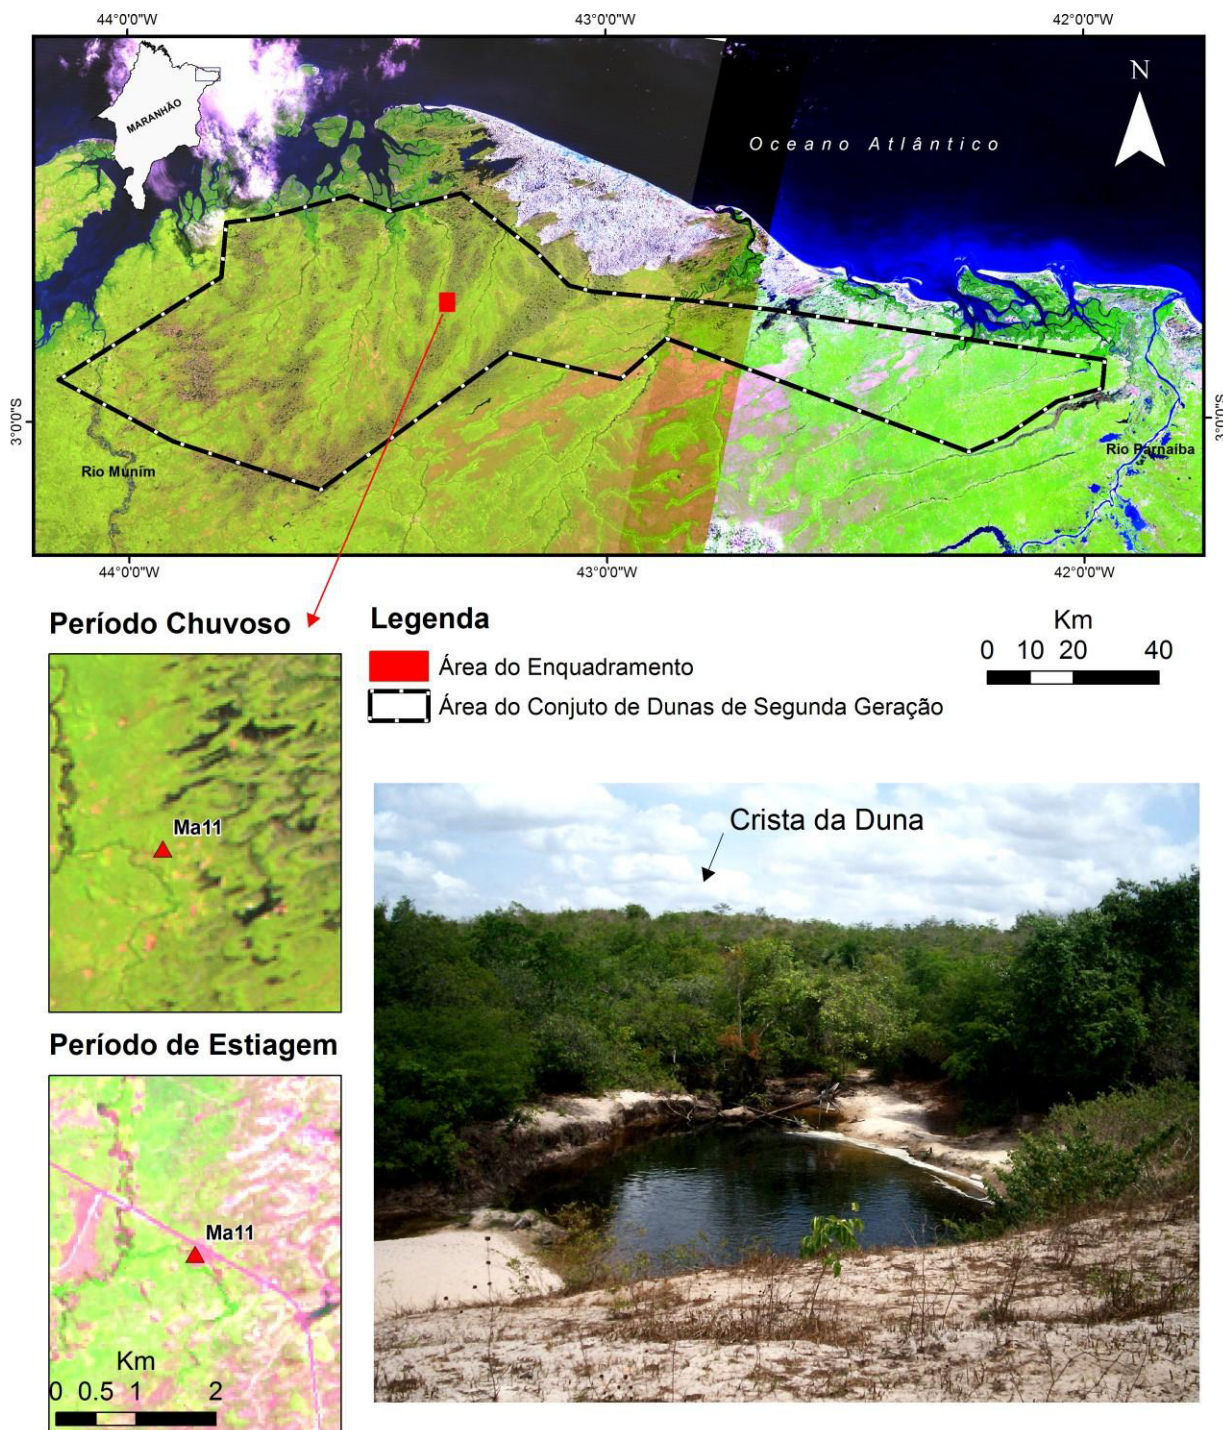 44°0'0"W
43°0'0"W
42°0'0"W
MARANHÃO
N
Oceano Atlântico
3°0'0"S
3°0'0"S
Rio Muním
Rio Parnaiba
44°0'0"W
43°0'0"W
42°0'0"W
Período Chuvoso
Legenda
Área do Enquadramento
Área do Conjuto de Dunas de Segunda Geração
Km
0 10 20 40
Ma11
Crista da Duna
Período de Estiagem
Ma11
Km
0 0.5 1 2